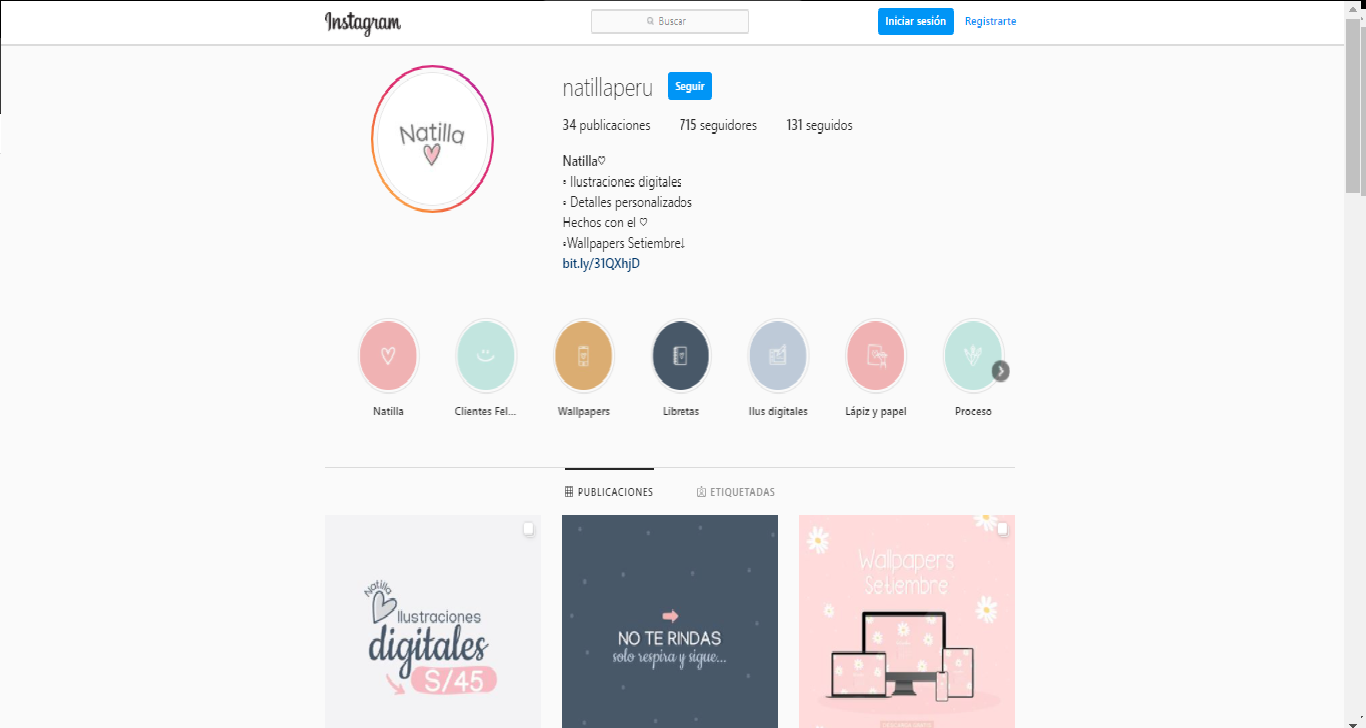 Instagram
Buscar
Iniciar sesión
Registrarte
Natilla
natillaperu
Seguir
34 publicaciones 715 seguidores 131 seguidos
Natilla♡
▫ Ilustraciones digitales
▫ Detalles personalizados
Hechos con el ♡
▫Wallpapers Setiembre↓
bit.ly/31QXhjD
Natilla
Clientes Fel...
Wallpapers
Libretas
Ilus digitales
Lápiz y papel
Proceso
PUBLICACIONES
ETIQUETADAS
Natilla
Ilustraciones
digitales
S/45
NO TE RINDAS
solo respira y sigue...
Wallpapers
Setiembre